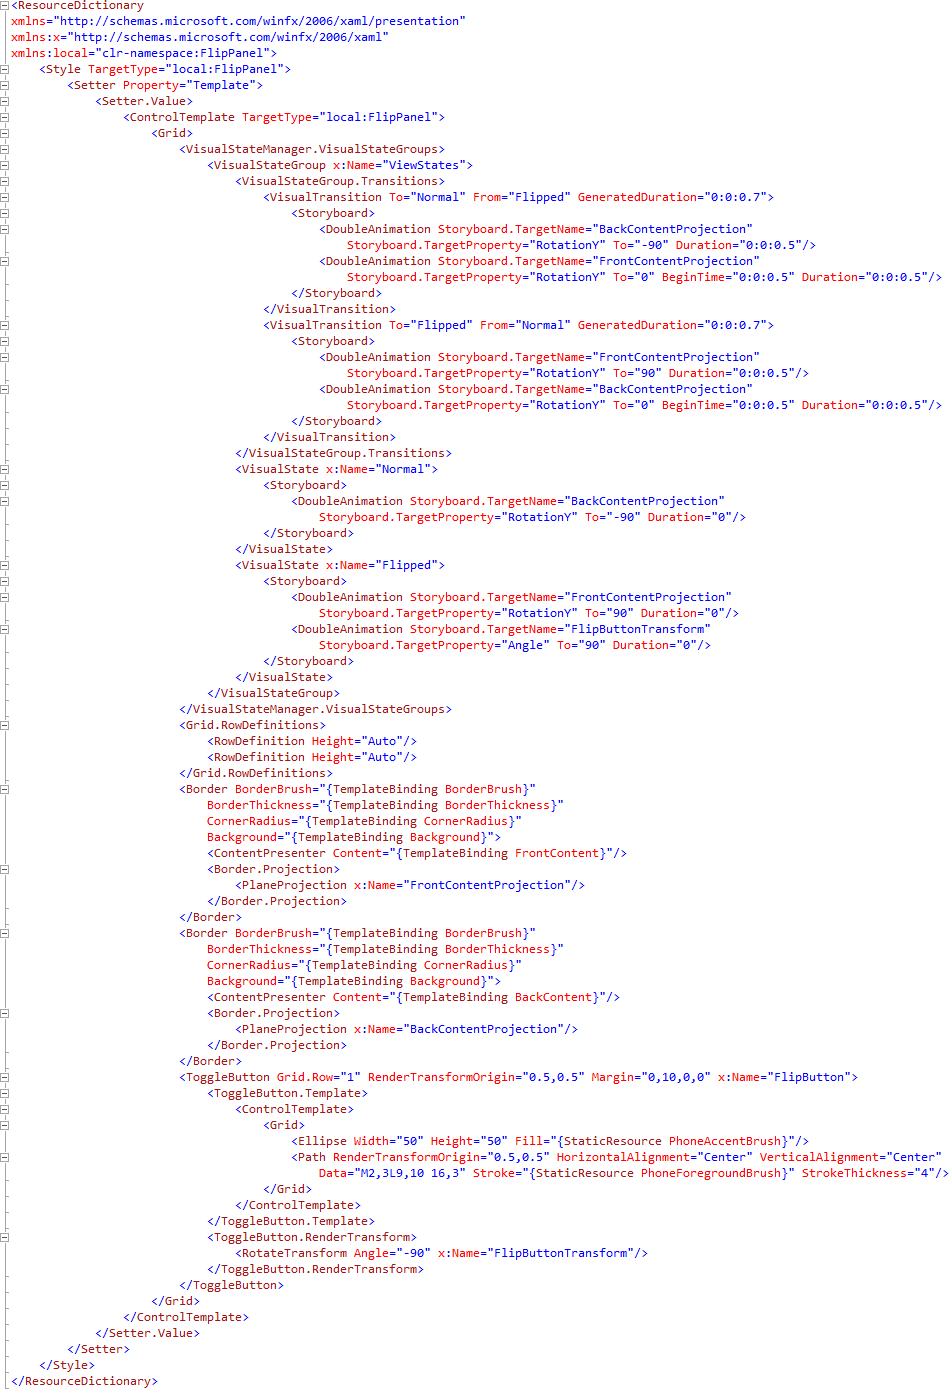 <ResourceDictionary
xmlns="http://schemas.microsoft.com/winfx/2006/xaml/presentation"
xmlns:x="http://schemas.microsoft.com/winfx/2006/xaml"
xmlns:local="clr-namespace:FlipPanel">
    <Style TargetType="local:FlipPanel">
        <Setter Property="Template">
            <Setter.Value>
                <ControlTemplate TargetType="local:FlipPanel">
                    <Grid>
                        <VisualStateManager.VisualStateGroups>
                            <VisualStateGroup x:Name="ViewStates">
                                <VisualStateGroup.Transitions>
                                    <VisualTransition To="Normal" From="Flipped" GeneratedDuration="0:0:0.7">
                                        <Storyboard>
                                            <DoubleAnimation Storyboard.TargetName="BackContentProjection"
                                                Storyboard.TargetProperty="RotationY" To="-90" Duration="0:0:0.5"/>
                                            <DoubleAnimation Storyboard.TargetName="FrontContentProjection"
                                                Storyboard.TargetProperty="RotationY" To="0" BeginTime="0:0:0.5" Duration="0:0:0.5"/>
                                        </Storyboard>
                                    </VisualTransition>
                                    <VisualTransition To="Flipped" From="Normal" GeneratedDuration="0:0:0.7">
                                        <Storyboard>
                                            <DoubleAnimation Storyboard.TargetName="FrontContentProjection"
                                                Storyboard.TargetProperty="RotationY" To="90" Duration="0:0:0.5"/>
                                            <DoubleAnimation Storyboard.TargetName="BackContentProjection"
                                                Storyboard.TargetProperty="RotationY" To="0" BeginTime="0:0:0.5" Duration="0:0:0.5"/>
                                        </Storyboard>
                                    </VisualTransition>
                                </VisualStateGroup.Transitions>
                                <VisualState x:Name="Normal">
                                    <Storyboard>
                                        <DoubleAnimation Storyboard.TargetName="BackContentProjection"
                                            Storyboard.TargetProperty="RotationY" To="-90" Duration="0"/>
                                    </Storyboard>
                                </VisualState>
                                <VisualState x:Name="Flipped">
                                    <Storyboard>
                                        <DoubleAnimation Storyboard.TargetName="FrontContentProjection"
                                            Storyboard.TargetProperty="RotationY" To="90" Duration="0"/>
                                        <DoubleAnimation Storyboard.TargetName="FlipButtonTransform"
                                            Storyboard.TargetProperty="Angle" To="90" Duration="0"/>
                                    </Storyboard>
                                </VisualState>
                            </VisualStateGroup>
                        </VisualStateManager.VisualStateGroups>
                        <Grid.RowDefinitions>
                            <RowDefinition Height="Auto"/>
                            <RowDefinition Height="Auto"/>
                        </Grid.RowDefinitions>
                        <Border BorderBrush="{TemplateBinding BorderBrush}"
                            BorderThickness="{TemplateBinding BorderThickness}"
                            CornerRadius="{TemplateBinding CornerRadius}"
                            Background="{TemplateBinding Background}">
                            <ContentPresenter Content="{TemplateBinding FrontContent}"/>
                            <Border.Projection>
                                <PlaneProjection x:Name="FrontContentProjection"/>
                            </Border.Projection>
                        </Border>
                        <Border BorderBrush="{TemplateBinding BorderBrush}"
                            BorderThickness="{TemplateBinding BorderThickness}"
                            CornerRadius="{TemplateBinding CornerRadius}"
                            Background="{TemplateBinding Background}">
                            <ContentPresenter Content="{TemplateBinding BackContent}"/>
                            <Border.Projection>
                                <PlaneProjection x:Name="BackContentProjection"/>
                            </Border.Projection>
                        </Border>
                        <ToggleButton Grid.Row="1" RenderTransformOrigin="0.5,0.5" Margin="0,10,0,0" x:Name="FlipButton">
                            <ToggleButton.Template>
                                <ControlTemplate>
                                    <Grid>
                                        <Ellipse Width="50" Height="50" Fill="{StaticResource PhoneAccentBrush}"/>
                                        <Path RenderTransformOrigin="0.5,0.5" HorizontalAlignment="Center" VerticalAlignment="Center"
                                            Data="M2,3L9,10 16,3" Stroke="{StaticResource PhoneForegroundBrush}" StrokeThickness="4"/>
                                    </Grid>
                                </ControlTemplate>
                            </ToggleButton.Template>
                            <ToggleButton.RenderTransform>
                                <RotateTransform Angle="-90" x:Name="FlipButtonTransform"/>
                            </ToggleButton.RenderTransform>
                        </ToggleButton>
                    </Grid>
                </ControlTemplate>
            </Setter.Value>
        </Setter>
    </Style>
</ResourceDictionary>